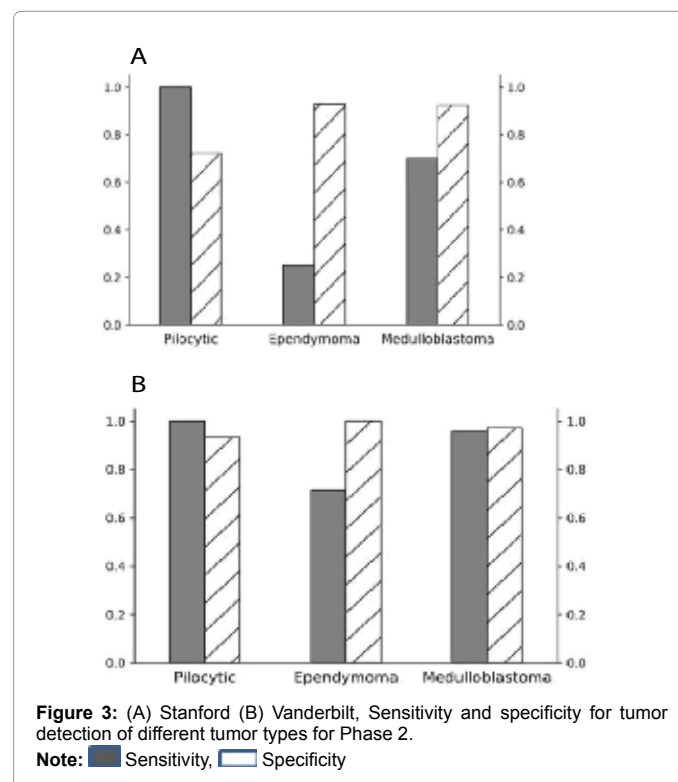 A
1.0 1.0
0.8 0.8
0.6 0.6
0.4 0.4
0.2 0.2
0.0 0.0
Pilocytic Ependymoma Medulloblastoma
B
1.0 1.0
0.8 0.8
0.6 0.6
0.4 0.4
0.2 0.2
0.0 0.0
Pilocytic Ependymoma Medulloblastoma
Figure 3: (A) Stanford (B) Vanderbilt, Sensitivity and specificity for tumor
detection of different tumor types for Phase 2.
Note: Sensitivity, Specificity